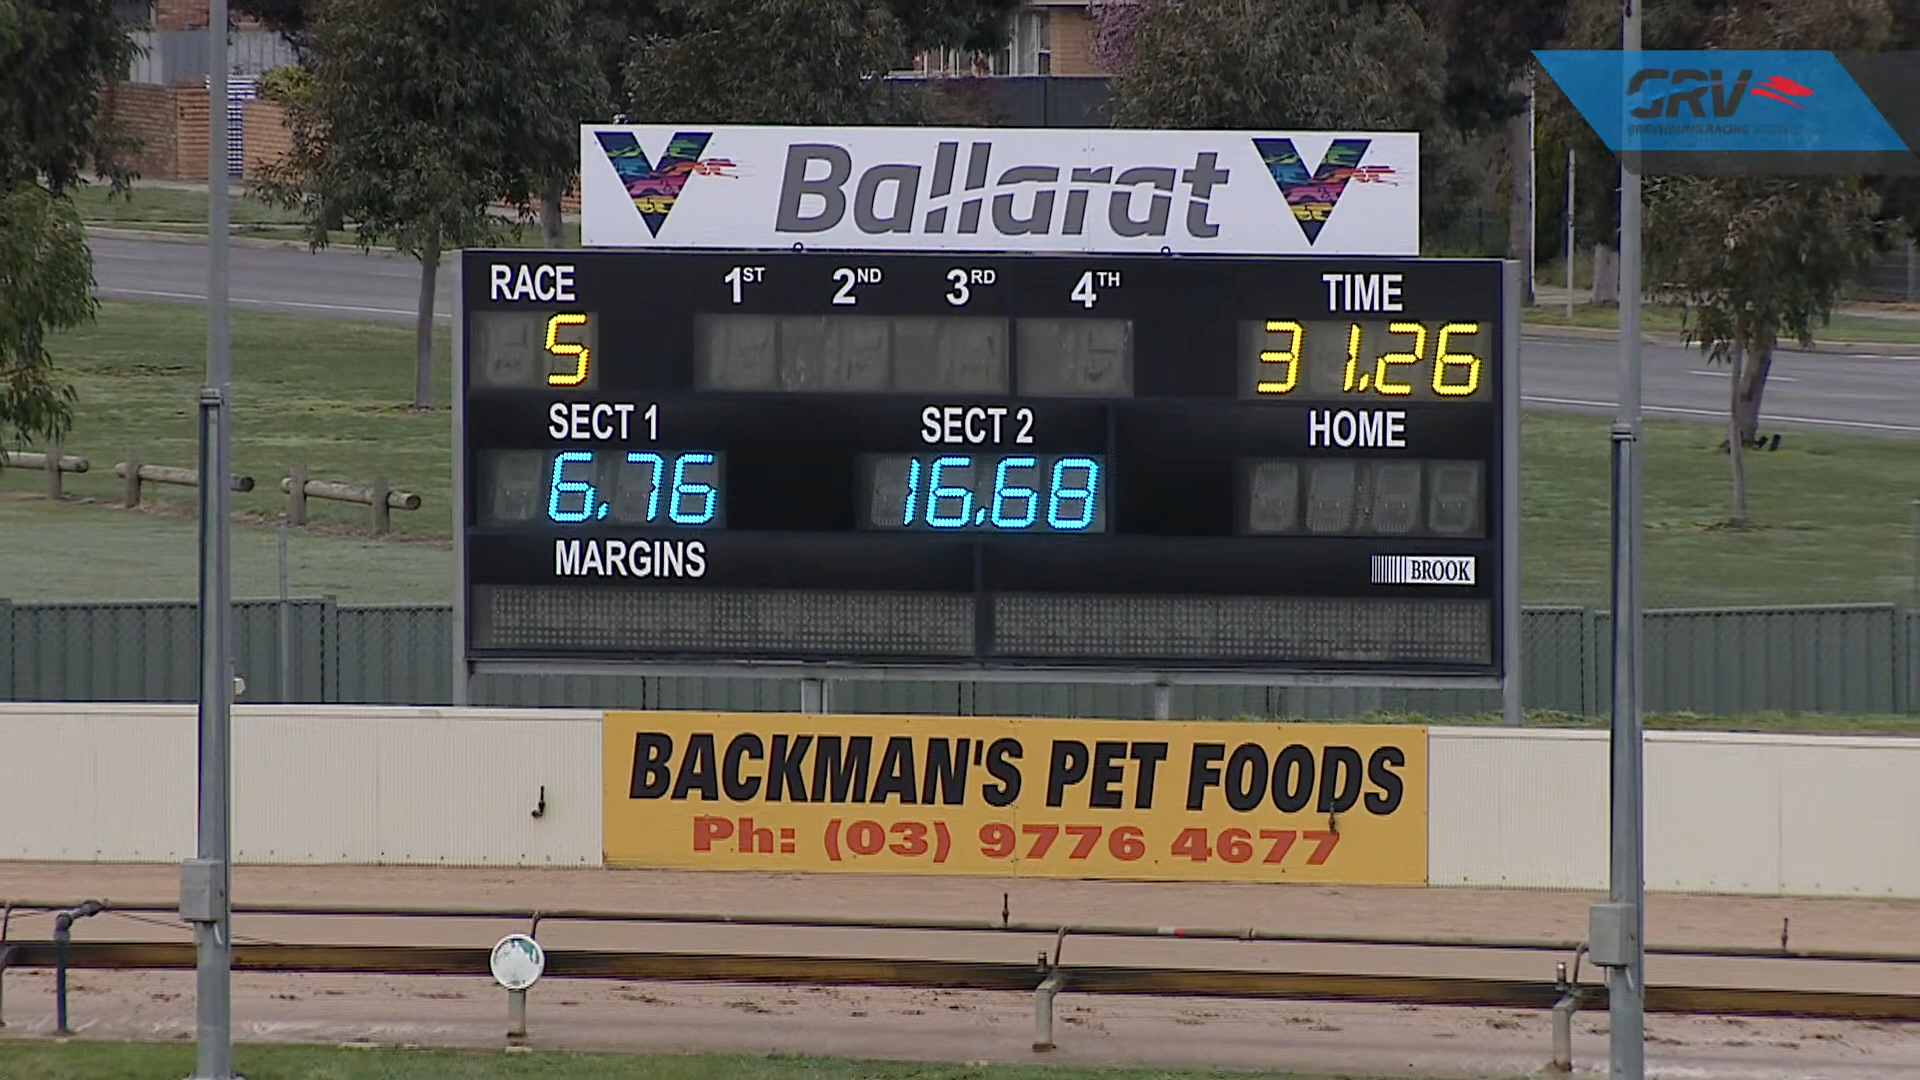 GRV
Ballarat
RACE 1ST 2ND 3RD 4TH TIME
5 31.26
SECT 1 SECT 2 HOME
6.76 16.68
MARGINS
BROOK
BACKMAN'S PET FOODS
Ph: (03) 9776 4677